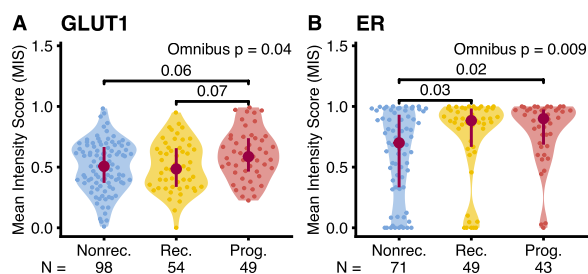 A GLUT1
Omnibus p = 0.04
0.06
0.07
Mean Intensity Score (MIS)
1.5
1.0
0.5
0.0
Nonrec. Rec. Prog.
N = 98 54 49
B ER
Omnibus p = 0.009
0.02
0.03
Mean Intensity Score (MIS)
1.5
1.0
0.5
0.0
Nonrec. Rec. Prog.
N = 71 49 43